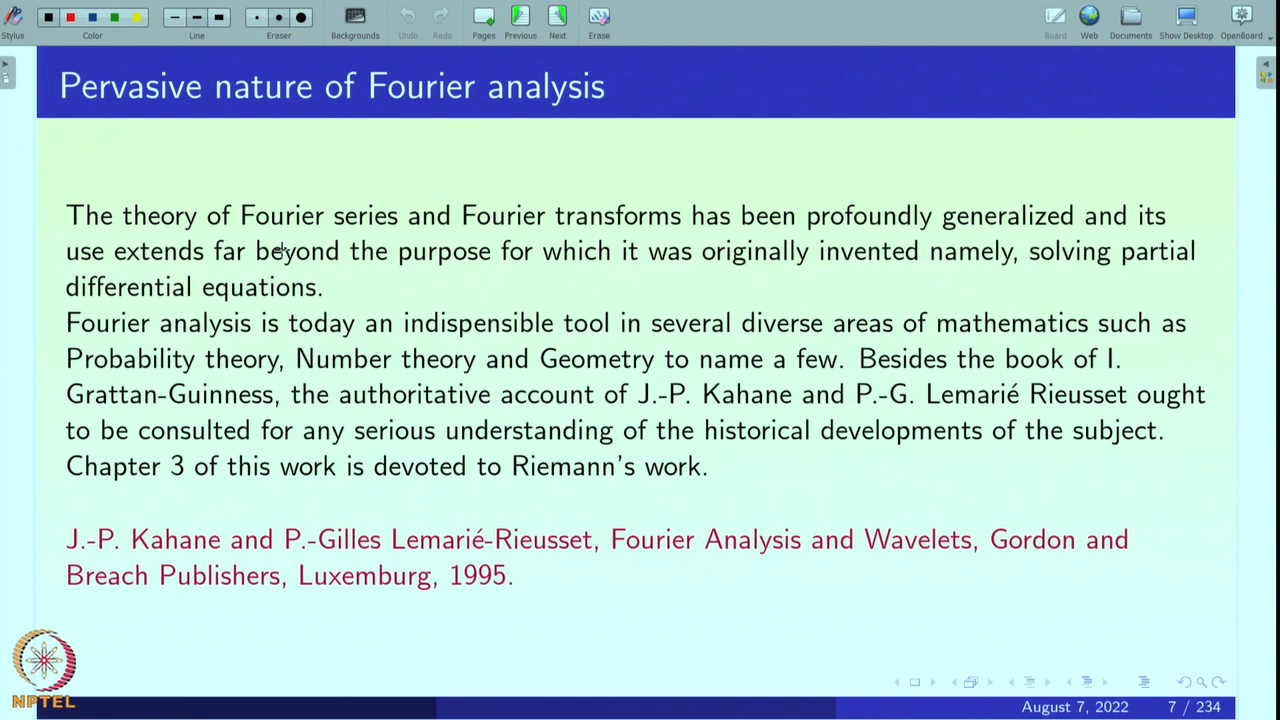 Stylus
Color
Line
Eraser
Backgrounds
Undo
Redo
Pages
Previous
Next
Erase
Board
Web
Documents
Show Desktop
OpenBoard
Pervasive nature of Fourier analysis
The theory of Fourier series and Fourier transforms has been profoundly generalized and its
use extends far beyond the purpose for which it was originally invented namely, solving partial
differential equations.
Fourier analysis is today an indispensible tool in several diverse areas of mathematics such as
Probability theory, Number theory and Geometry to name a few. Besides the book of I.
Grattan-Guinness, the authoritative account of J.-P. Kahane and P.-G. Lemarié Rieusset ought
to be consulted for any serious understanding of the historical developments of the subject.
Chapter 3 of this work is devoted to Riemann's work.
J.-P. Kahane and P.-Gilles Lemarié-Rieusset, Fourier Analysis and Wavelets, Gordon and
Breach Publishers, Luxemburg, 1995.
NPTEL
August 7, 2022 7 / 234